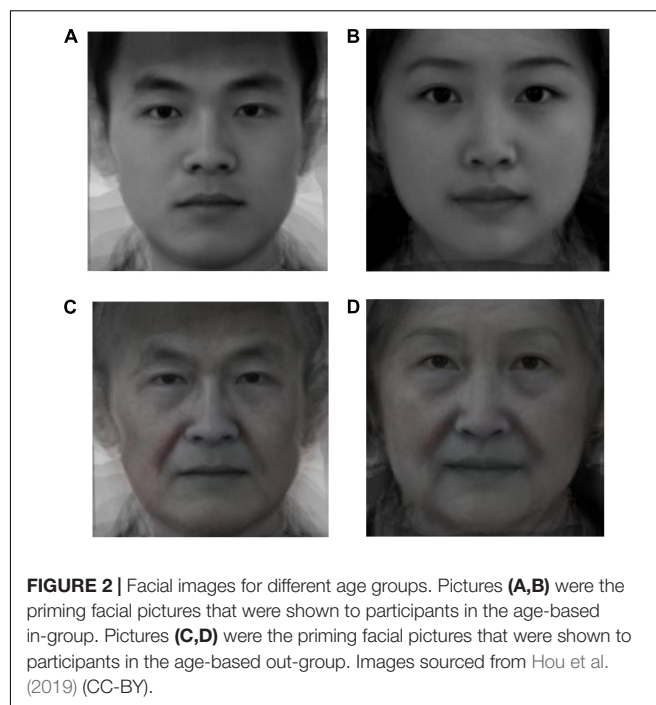 A
B
C
D
FIGURE 2 | Facial images for different age groups. Pictures (A,B) were the
priming facial pictures that were shown to participants in the age-based
in-group. Pictures (C,D) were the priming facial pictures that were shown to
participants in the age-based out-group. Images sourced from Hou et al.
(2019) (CC-BY).